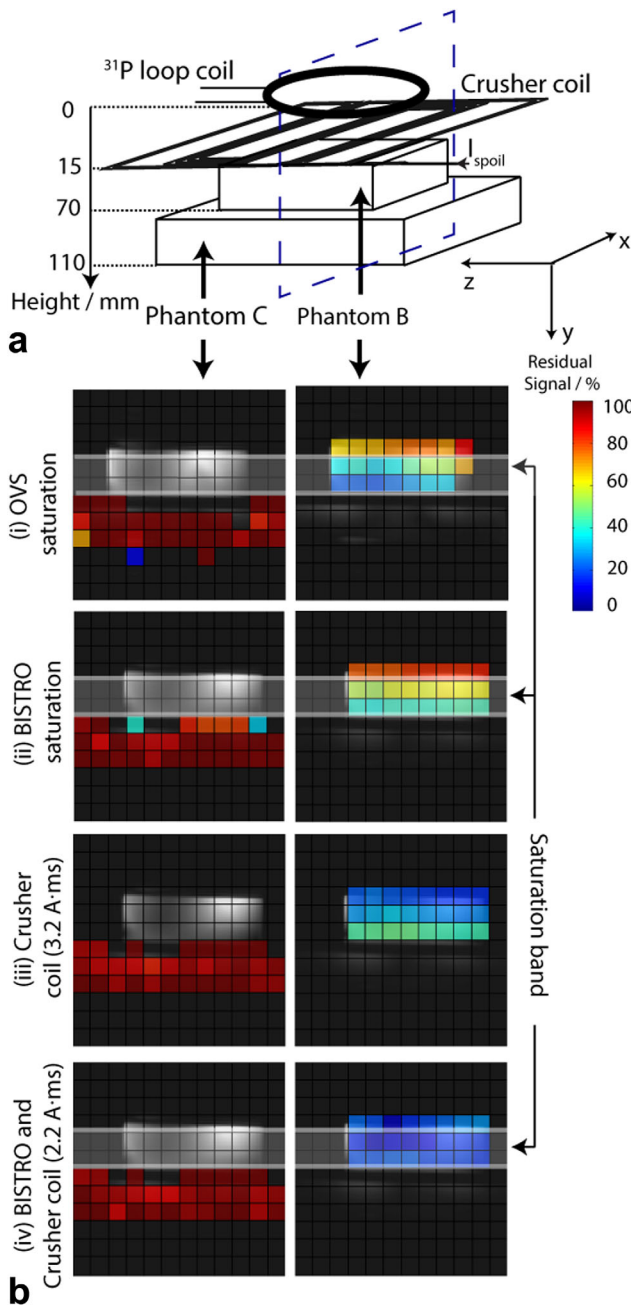 ³¹P loop coil
Crusher coil
0
15
70
110
Height / mm
I spoil
x
z
y
Phantom C
Phantom B
a
Residual
Signal / %
100
80
60
40
20
0
(i) OVS
saturation
(ii) BISTRO
saturation
(iii) Crusher
coil (3.2 A·ms)
(iv) BISTRO and
Crusher coil (2.2 A·ms)
Saturation band
b